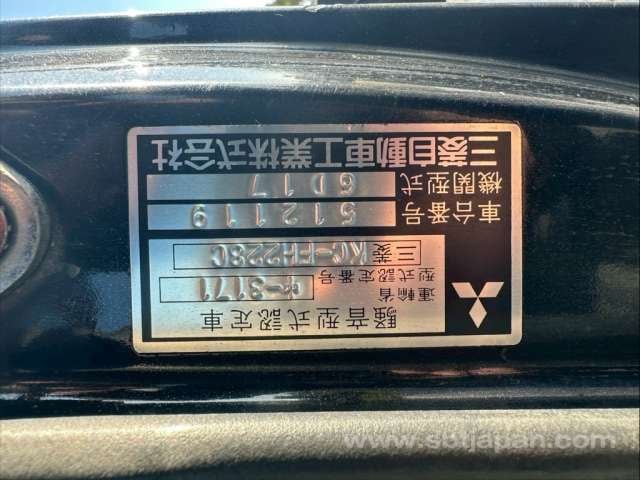 騒音型式認定車
運輸省
型式認定番号 ソ-3171
三菱 KC-FH228C
車台番号 512119
機関型式 6D17
三菱自動車工業株式会社
www.sbtjapan.com